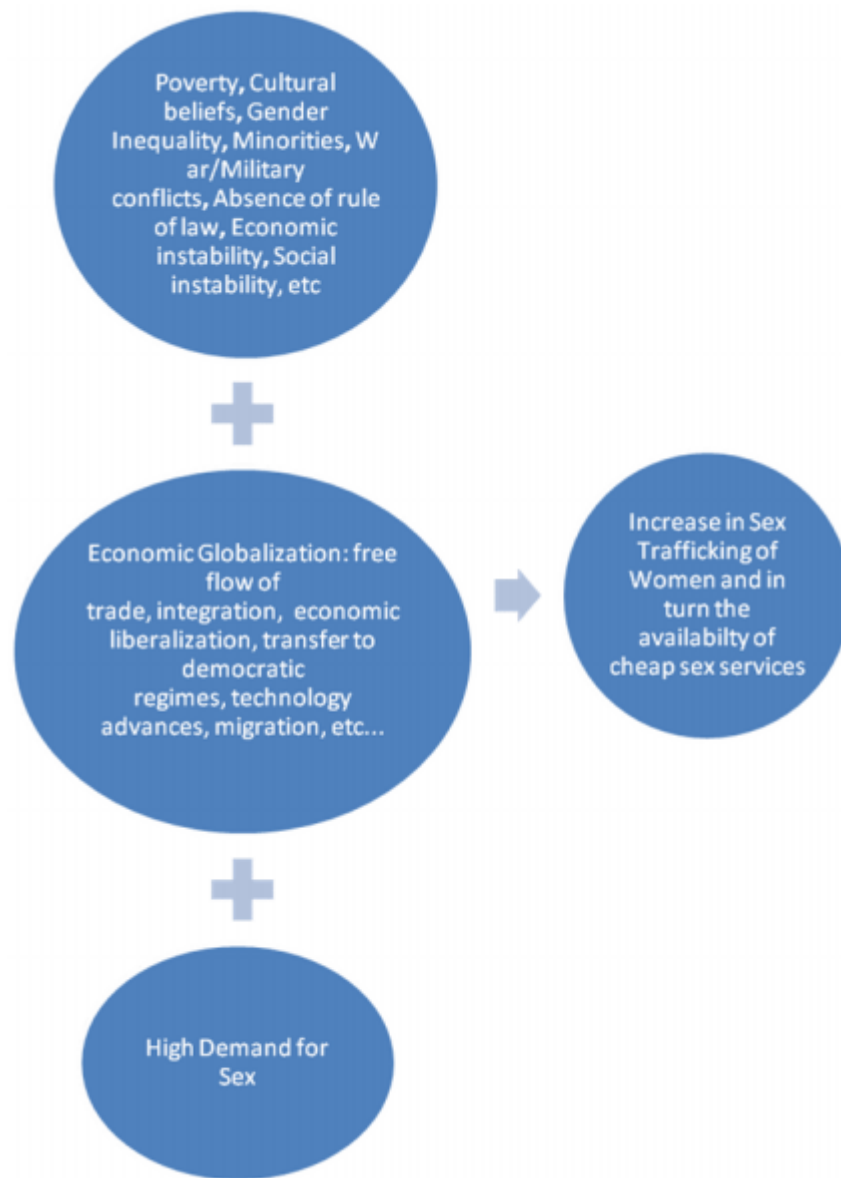 Poverty, Cultural
beliefs, Gender
Inequality, Minorities, W
ar/Military
conflicts, Absence of rule
of law, Economic
instability, Social
instability, etc
Economic Globalization: free
flow of
trade, integration, economic
liberalization, transfer to
democratic
regimes, technology
advances, migration, etc...
Increase in Sex
Trafficking of
Women and in
turn the
availabilty of
cheap sex services
High Demand for
Sex